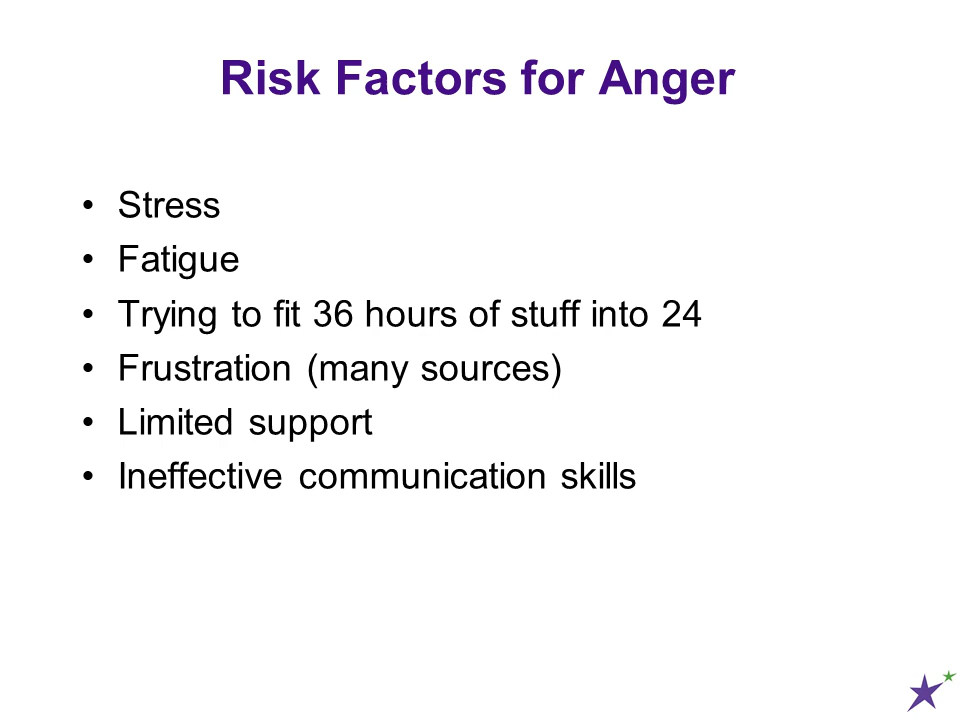 Risk Factors for Anger
• Stress
• Fatigue
• Trying to fit 36 hours of stuff into 24
• Frustration (many sources)
• Limited support
• Ineffective communication skills